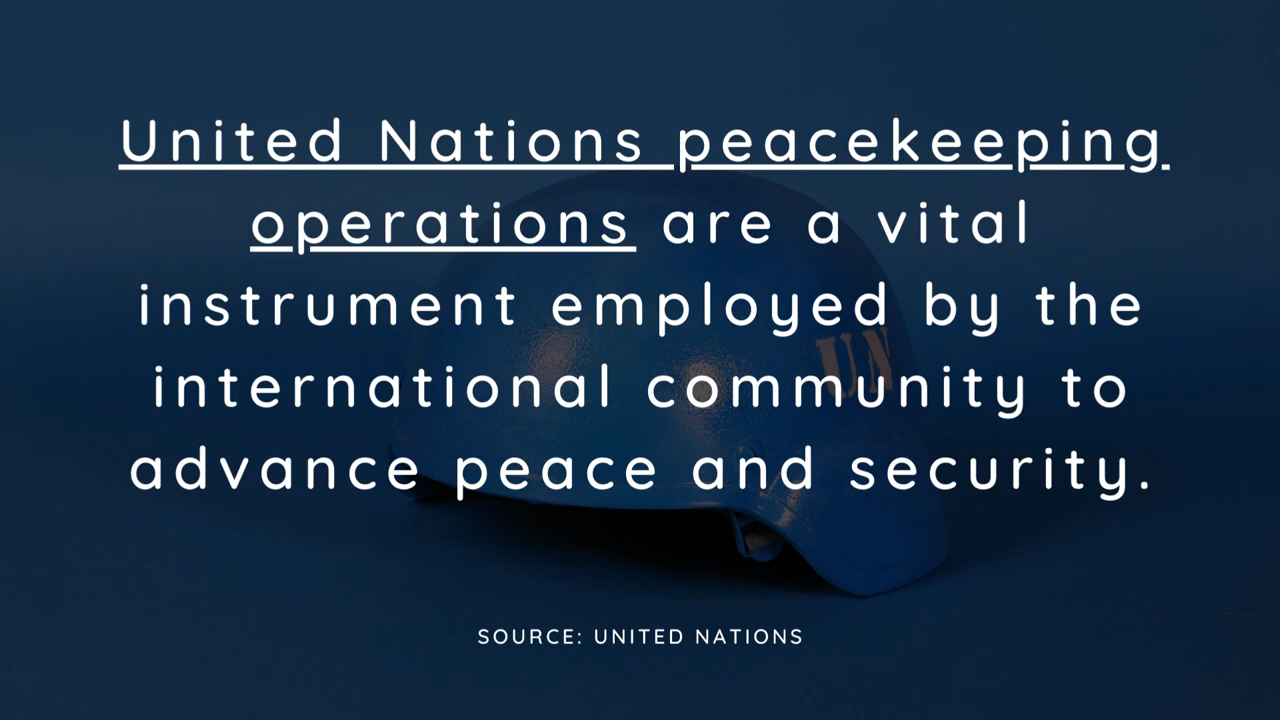 United Nations peacekeeping
operations are a vital
instrument employed by the
international community to
advance peace and security.
UN
SOURCE: UNITED NATIONS